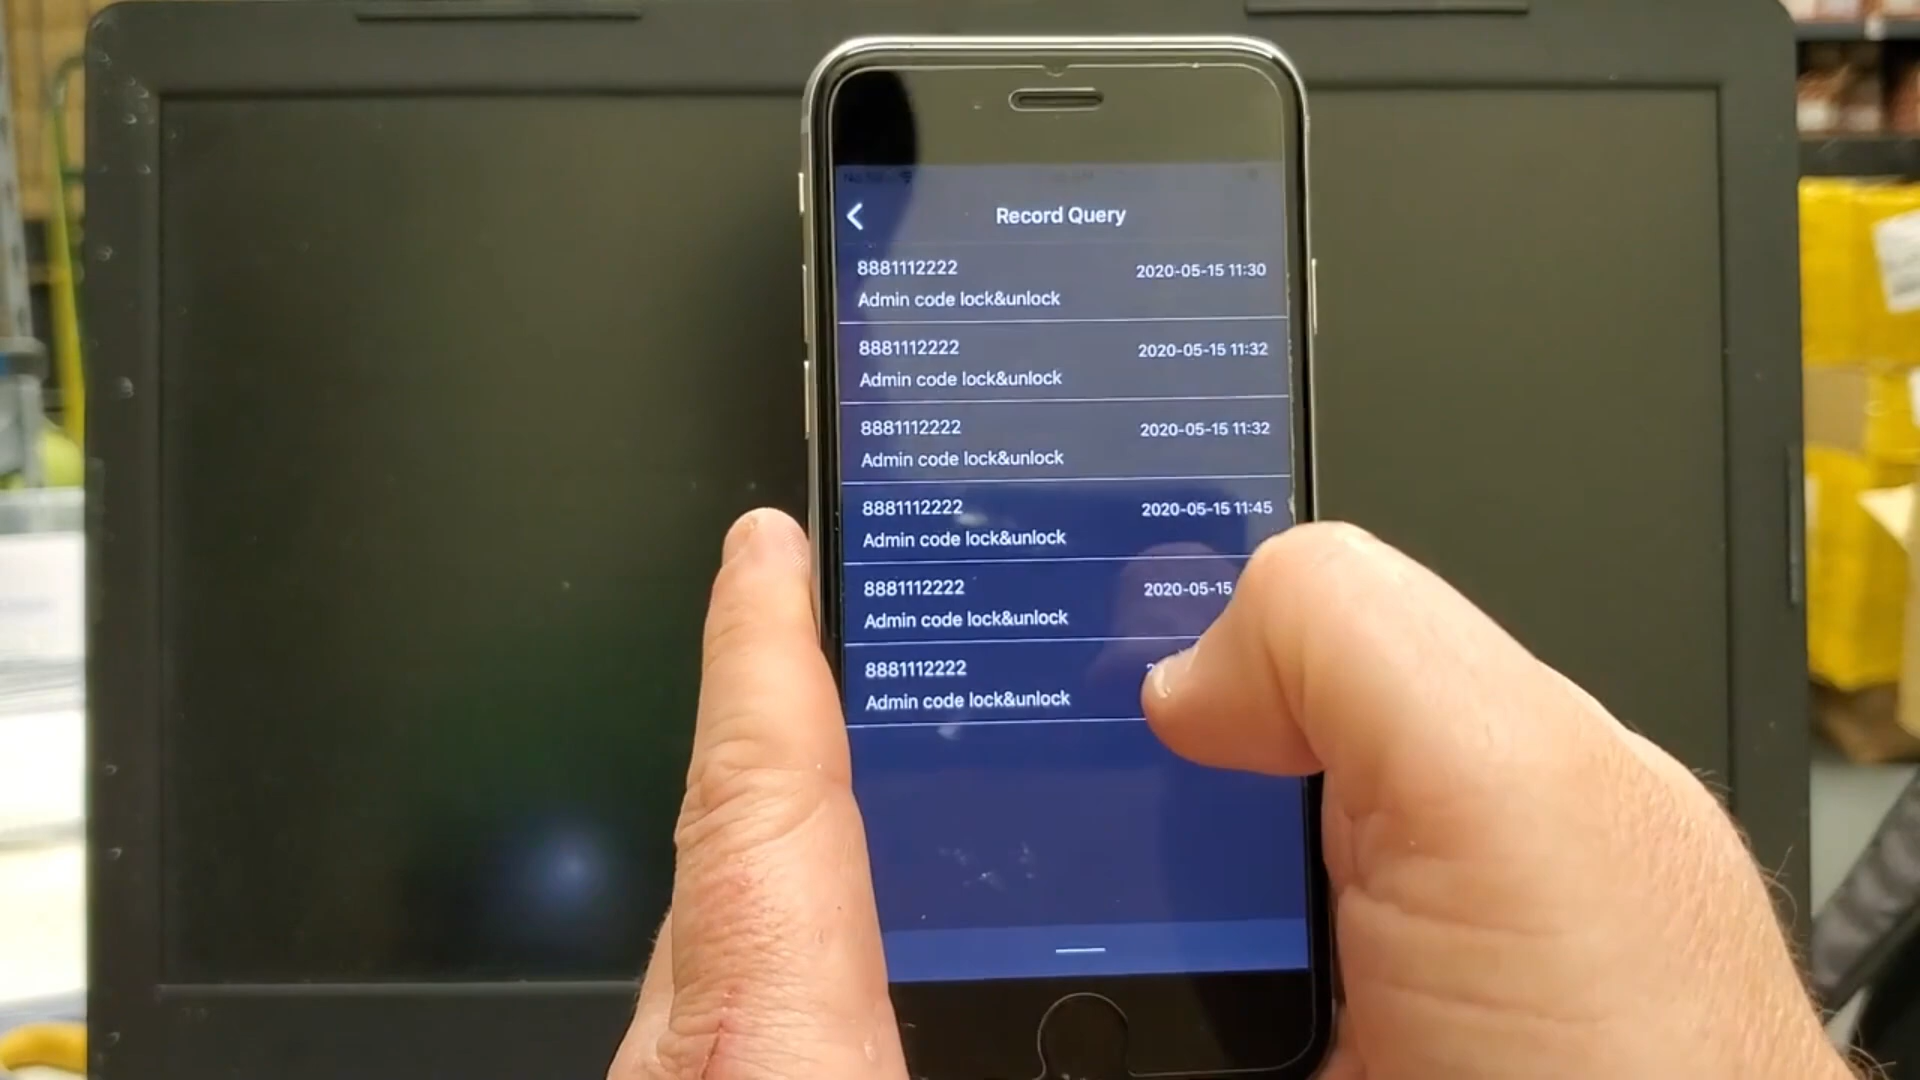 Record Query
8881112222 2020-05-15 11:30
Admin code lock&unlock
8881112222 2020-05-15 11:32
Admin code lock&unlock
8881112222 2020-05-15 11:32
Admin code lock&unlock
8881112222 2020-05-15 11:45
Admin code lock&unlock
8881112222 2020-05-15
Admin code lock&unlock
8881112222
Admin code lock&unlock